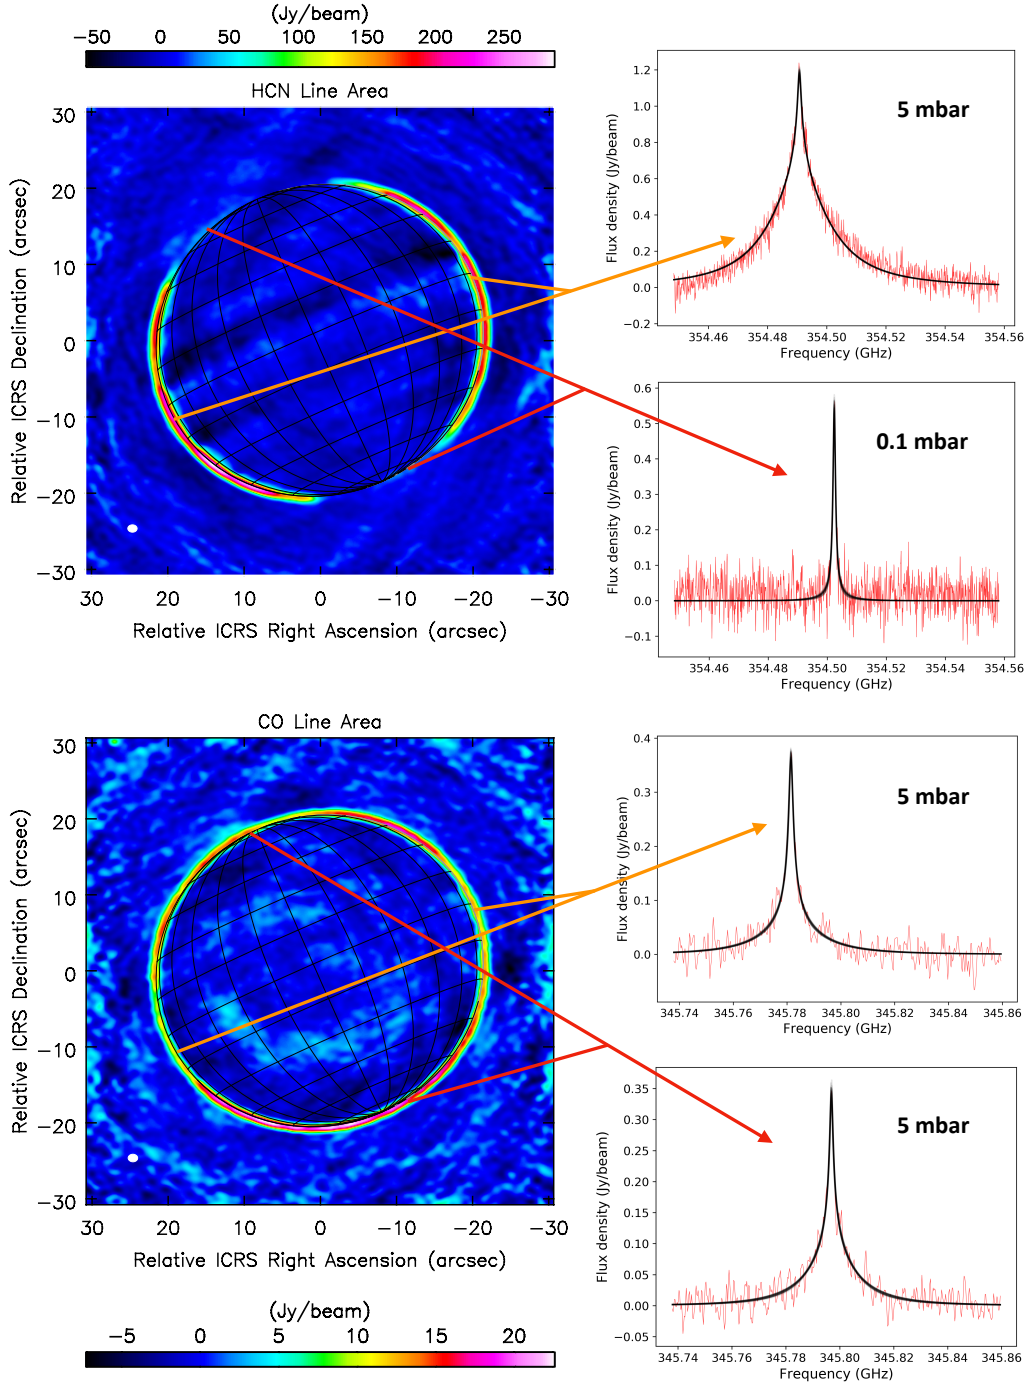 (Jy/beam)
−50 0 50 100 150 200 250
HCN Line Area
30
20
10
0
−10
−20
−30
Relative ICRS Declination (arcsec)
30 20 10 0 −10 −20 −30
Relative ICRS Right Ascension (arcsec)
5 mbar
1.2
1.0
0.8
0.6
0.4
0.2
0.0
−0.2
Flux density (Jy/beam)
354.46 354.48 354.50 354.52 354.54 354.56
Frequency (GHz)
0.1 mbar
0.6
0.5
0.4
0.3
0.2
0.1
0.0
−0.1
Flux density (Jy/beam)
354.46 354.48 354.50 354.52 354.54 354.56
Frequency (GHz)
CO Line Area
30
20
10
0
−10
−20
−30
Relative ICRS Declination (arcsec)
30 20 10 0 −10 −20 −30
Relative ICRS Right Ascension (arcsec)
(Jy/beam)
−5 0 5 10 15 20
5 mbar
0.4
0.3
0.2
0.1
0.0
Flux density (Jy/beam)
345.74 345.76 345.78 345.80 345.82 345.84 345.86
Frequency (GHz)
5 mbar
0.35
0.30
0.25
0.20
0.15
0.10
0.05
0.00
−0.05
Flux density (Jy/beam)
345.74 345.76 345.78 345.80 345.82 345.84 345.86
Frequency (GHz)